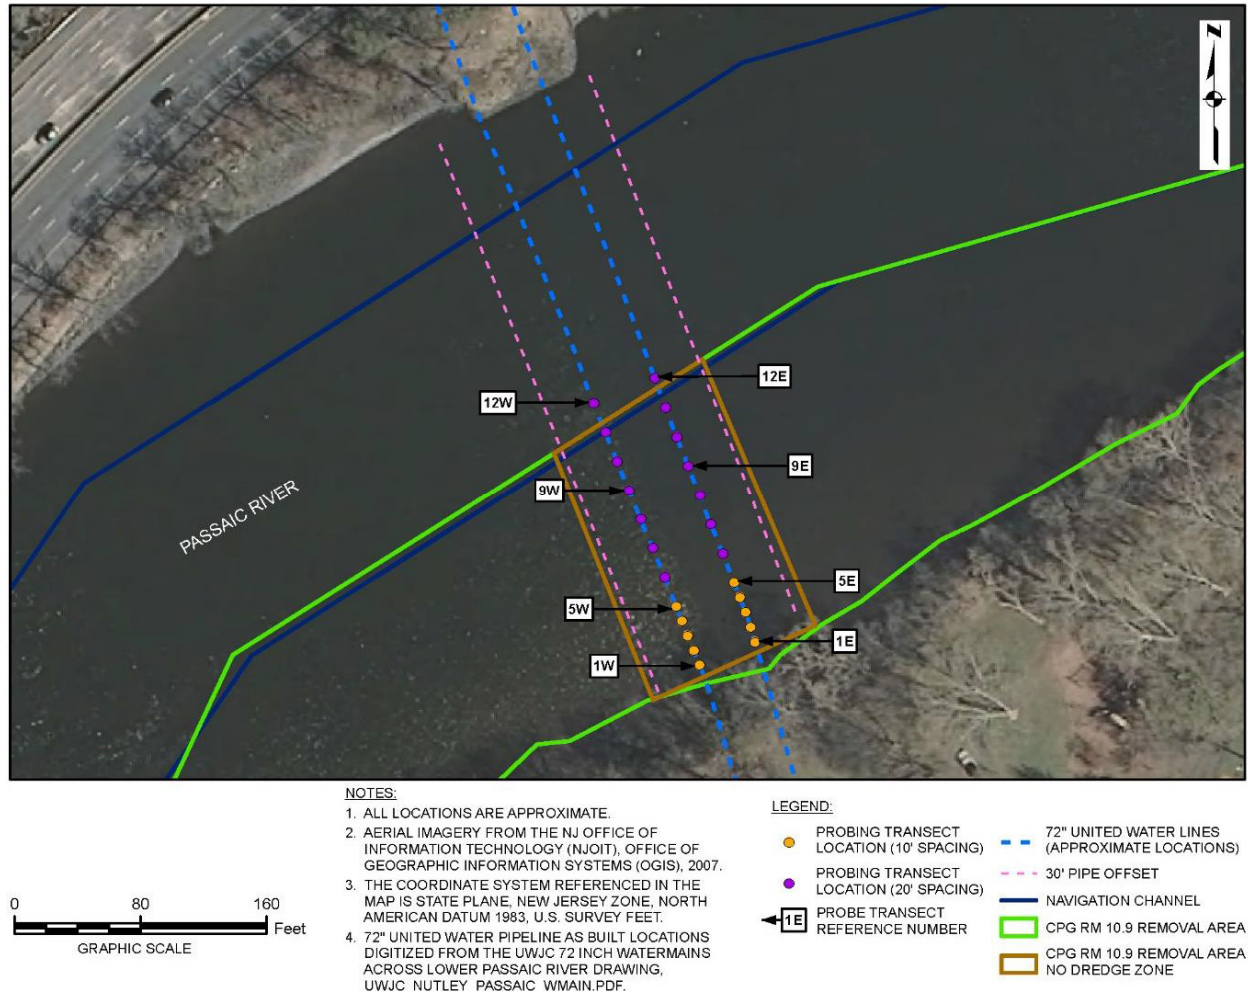 N
12E
12W
9E
9W
PASSAIC RIVER
5E
5W
1E
1W
NOTES:
1. ALL LOCATIONS ARE APPROXIMATE.
2. AERIAL IMAGERY FROM THE NJ OFFICE OF
INFORMATION TECHNOLOGY (NJOIT), OFFICE OF
GEOGRAPHIC INFORMATION SYSTEMS (OGIS), 2007.
3. THE COORDINATE SYSTEM REFERENCED IN THE
MAP IS STATE PLANE, NEW JERSEY ZONE, NORTH
AMERICAN DATUM 1983, U.S. SURVEY FEET.
4. 72" UNITED WATER PIPELINE AS BUILT LOCATIONS
DIGITIZED FROM THE UWJC 72 INCH WATERMAINS
ACROSS LOWER PASSAIC RIVER DRAWING,
UWJC_NUTLEY_PASSAIC_WMAIN.PDF.
0 80 160
Feet
GRAPHIC SCALE
LEGEND:
PROBING TRANSECT
LOCATION (10' SPACING)
PROBING TRANSECT
LOCATION (20' SPACING)
1E
PROBE TRANSECT
REFERENCE NUMBER
72" UNITED WATER LINES
(APPROXIMATE LOCATIONS)
30' PIPE OFFSET
NAVIGATION CHANNEL
CPG RM 10.9 REMOVAL AREA
CPG RM 10.9 REMOVAL AREA
NO DREDGE ZONE